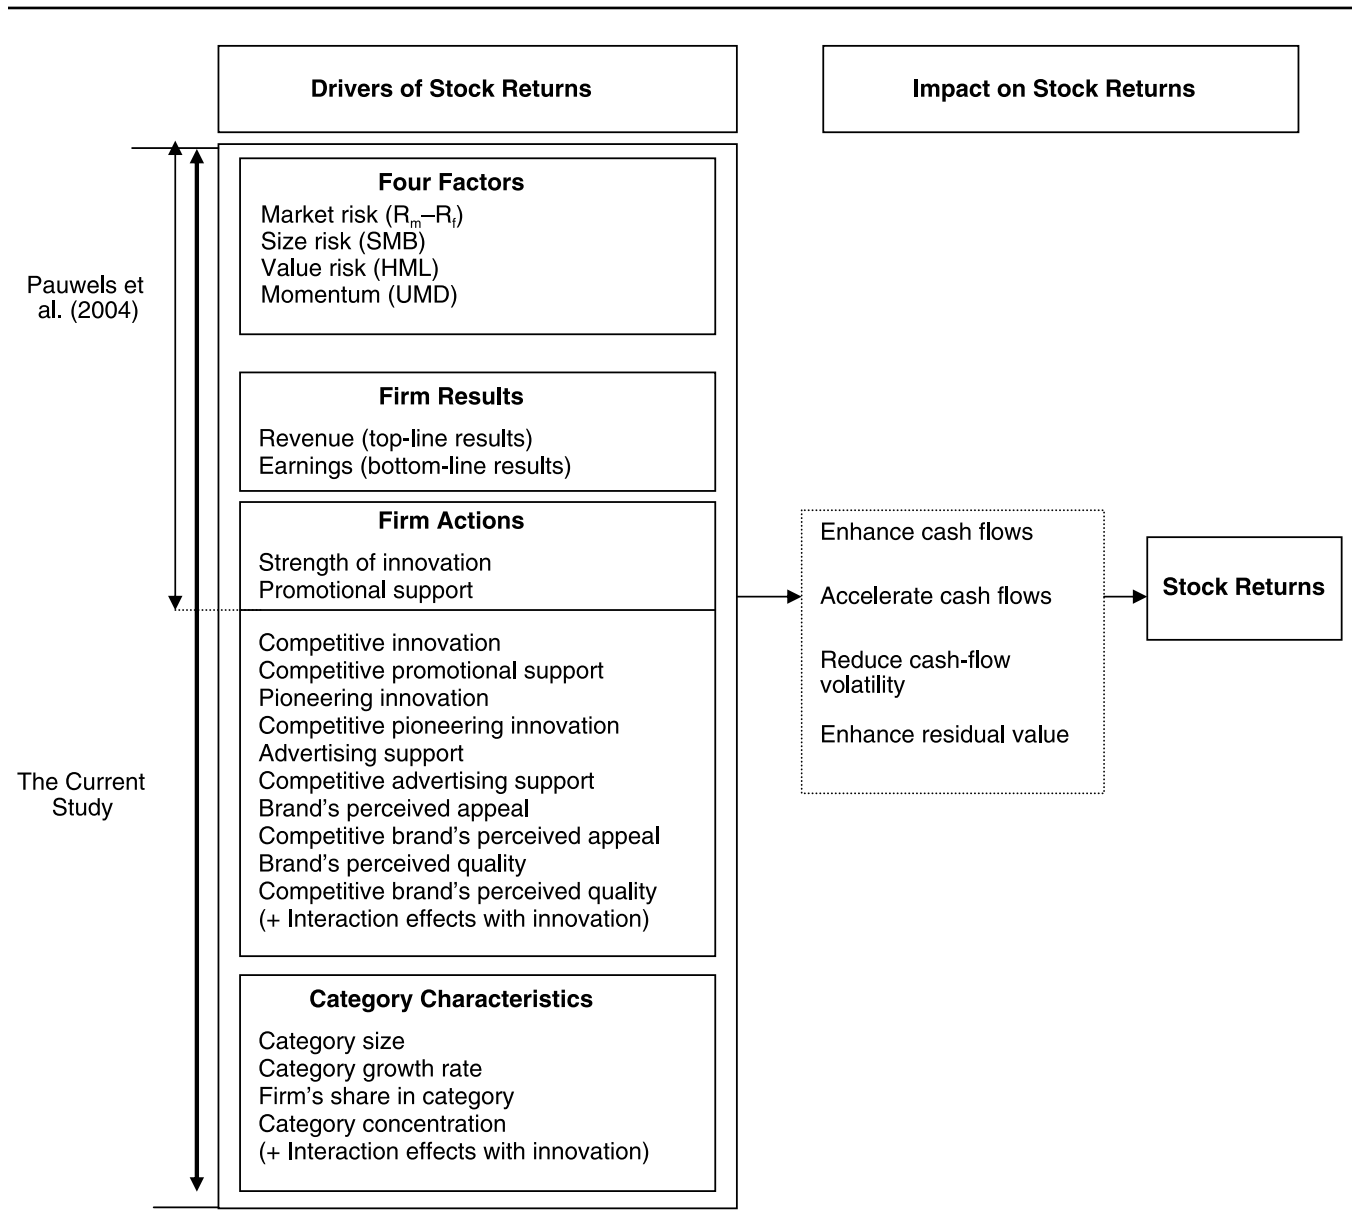 Drivers of Stock Returns
Impact on Stock Returns
Pauwels et
al. (2004)
The Current
Study
Four Factors
Market risk (Rm–Rf)
Size risk (SMB)
Value risk (HML)
Momentum (UMD)
Firm Results
Revenue (top-line results)
Earnings (bottom-line results)
Firm Actions
Strength of innovation
Promotional support
Competitive innovation
Competitive promotional support
Pioneering innovation
Competitive pioneering innovation
Advertising support
Competitive advertising support
Brand’s perceived appeal
Competitive brand’s perceived appeal
Brand’s perceived quality
Competitive brand’s perceived quality
(+ Interaction effects with innovation)
Category Characteristics
Category size
Category growth rate
Firm’s share in category
Category concentration
(+ Interaction effects with innovation)
Enhance cash flows
Accelerate cash flows
Reduce cash-flow
volatility
Enhance residual value
Stock Returns